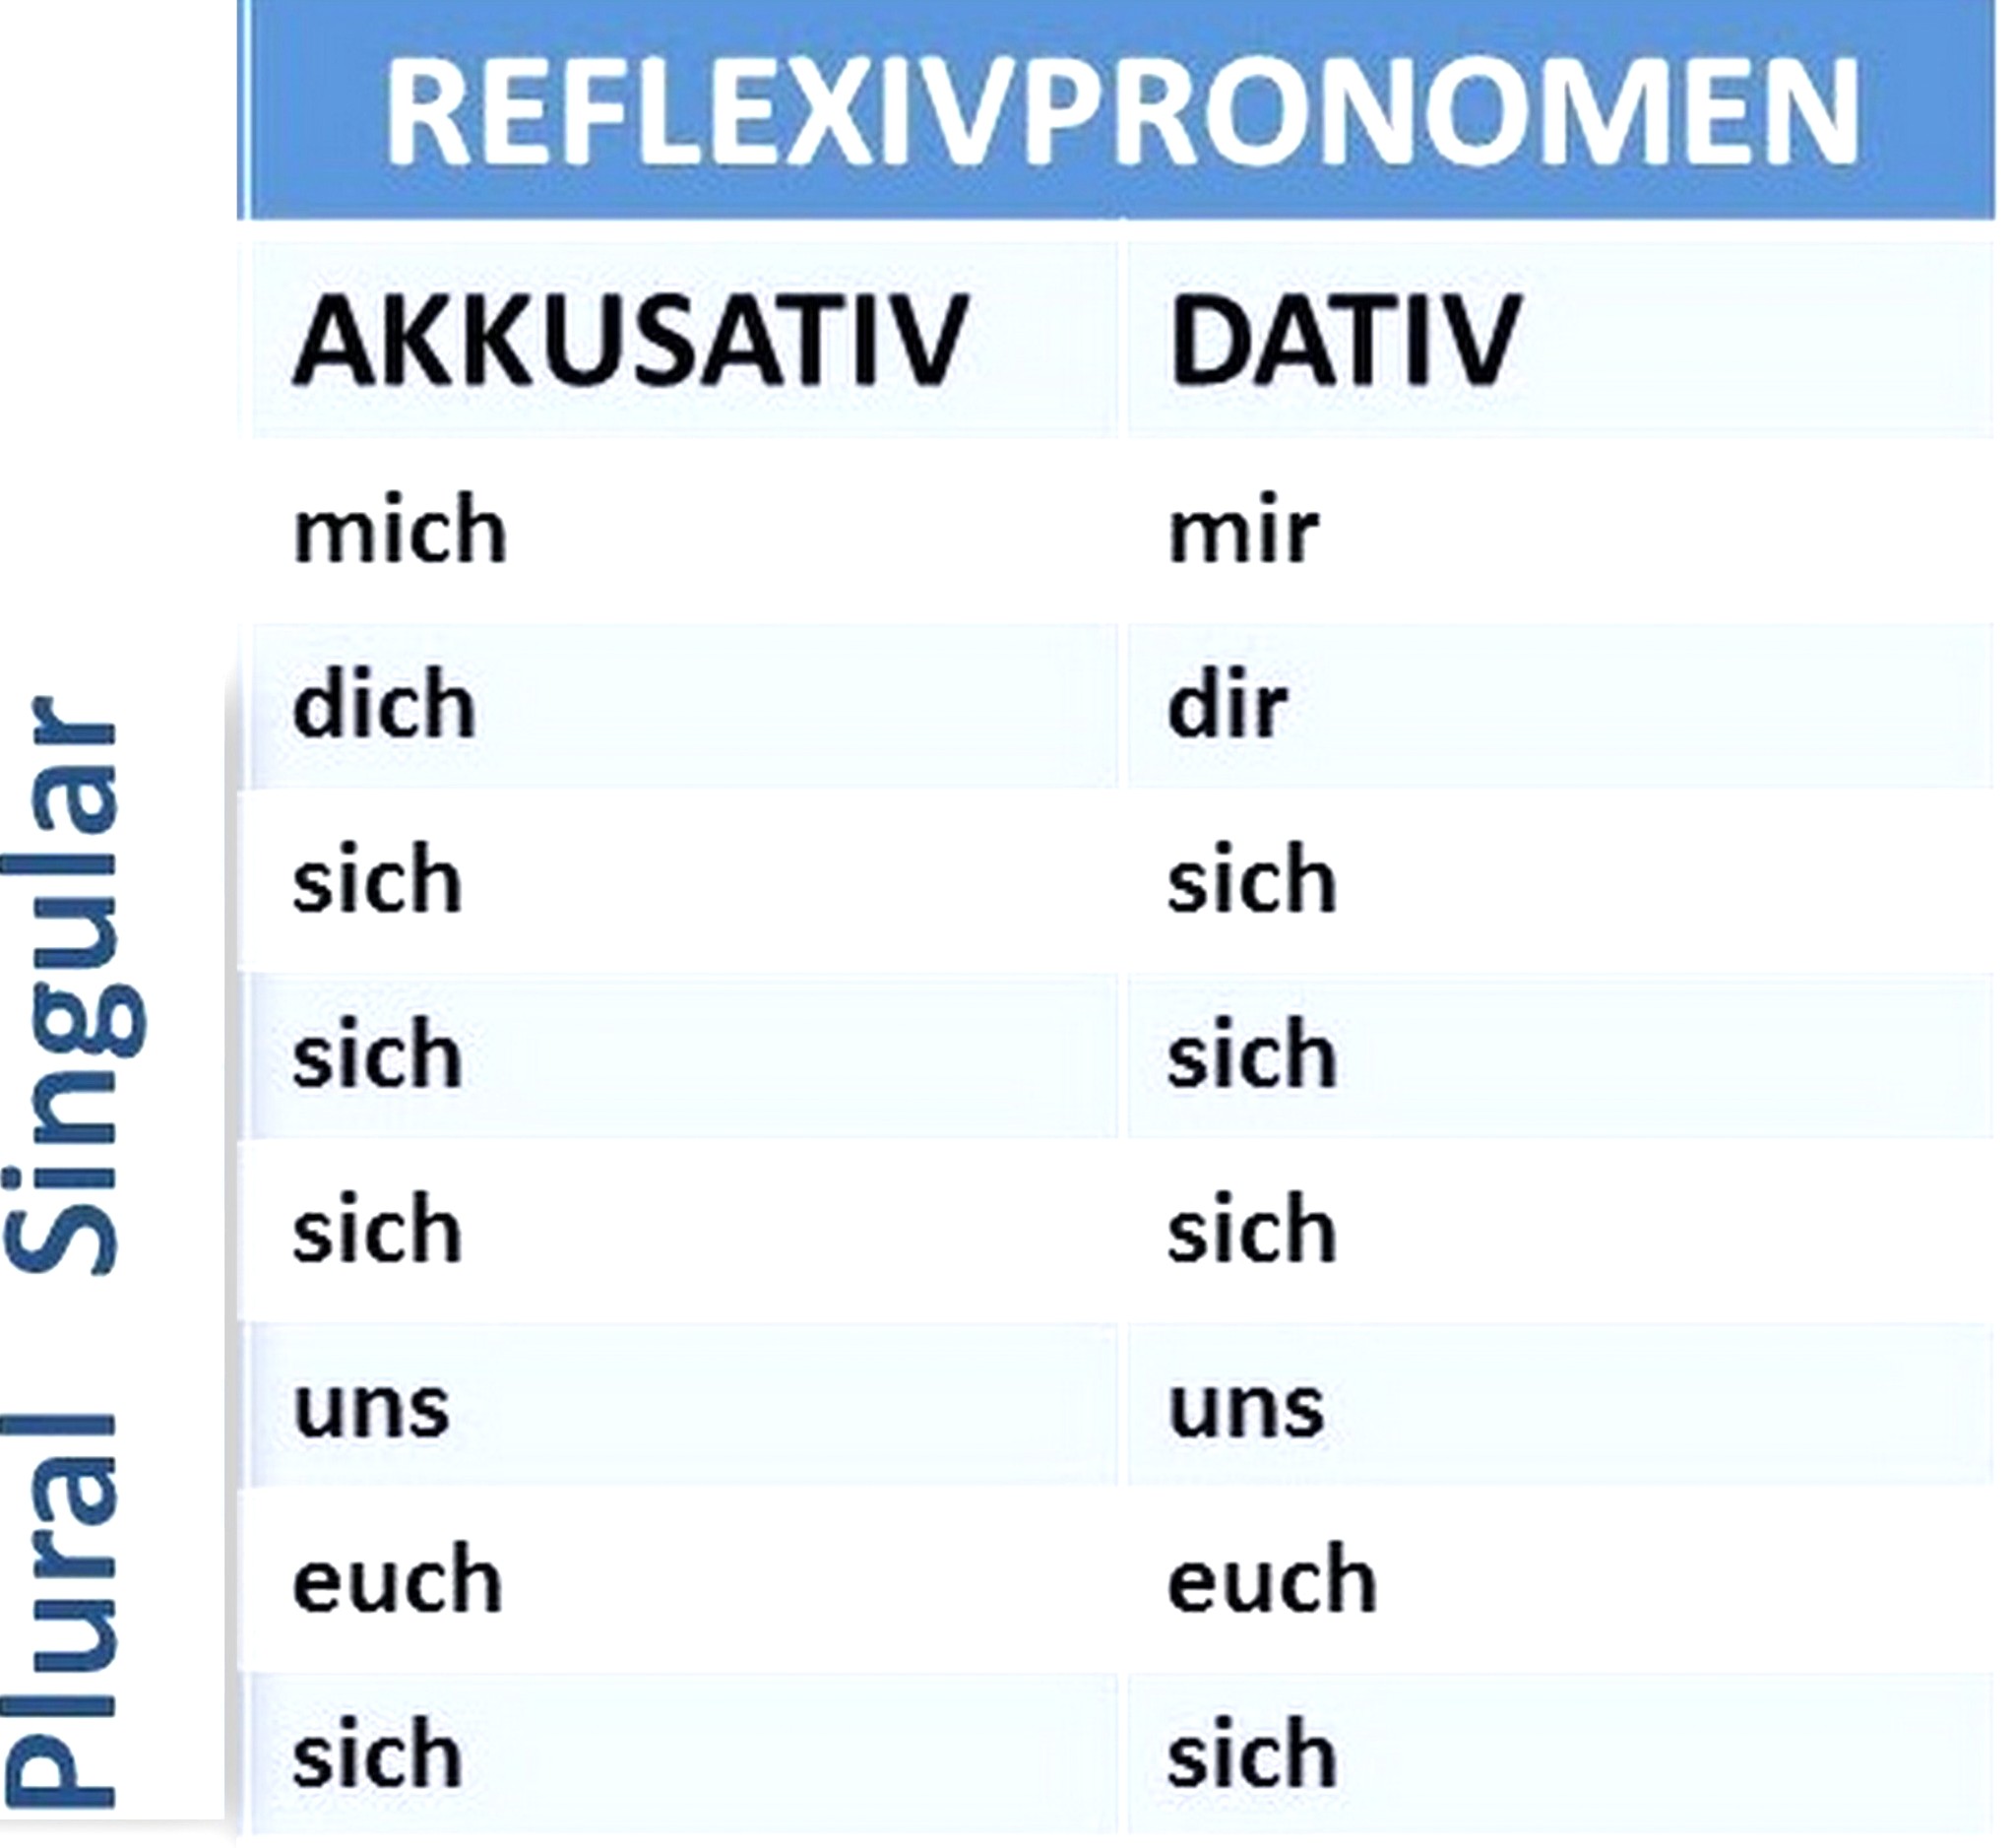 REFLEXIVPRONOMEN
AKKUSATIV DATIV
mich mir
dich dir
sich sich
sich sich
sich sich
uns uns
euch euch
sich sich
Singular
Plural